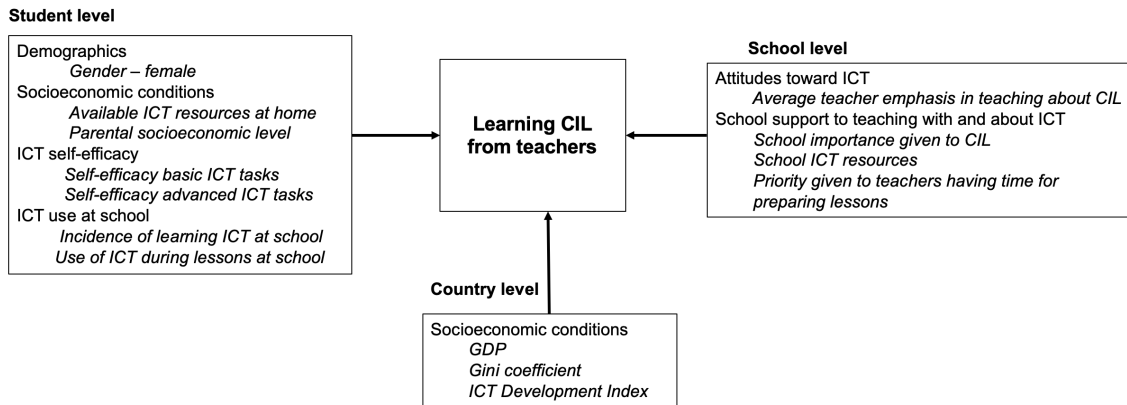 Student level
Demographics
Gender – female
Socioeconomic conditions
Available ICT resources at home
Parental socioeconomic level
ICT self-efficacy
Self-efficacy basic ICT tasks
Self-efficacy advanced ICT tasks
ICT use at school
Incidence of learning ICT at school
Use of ICT during lessons at school
Learning CIL
from teachers
School level
Attitudes toward ICT
Average teacher emphasis in teaching about CIL
School support to teaching with and about ICT
School importance given to CIL
School ICT resources
Priority given to teachers having time for
preparing lessons
Country level
Socioeconomic conditions
GDP
Gini coefficient
ICT Development Index